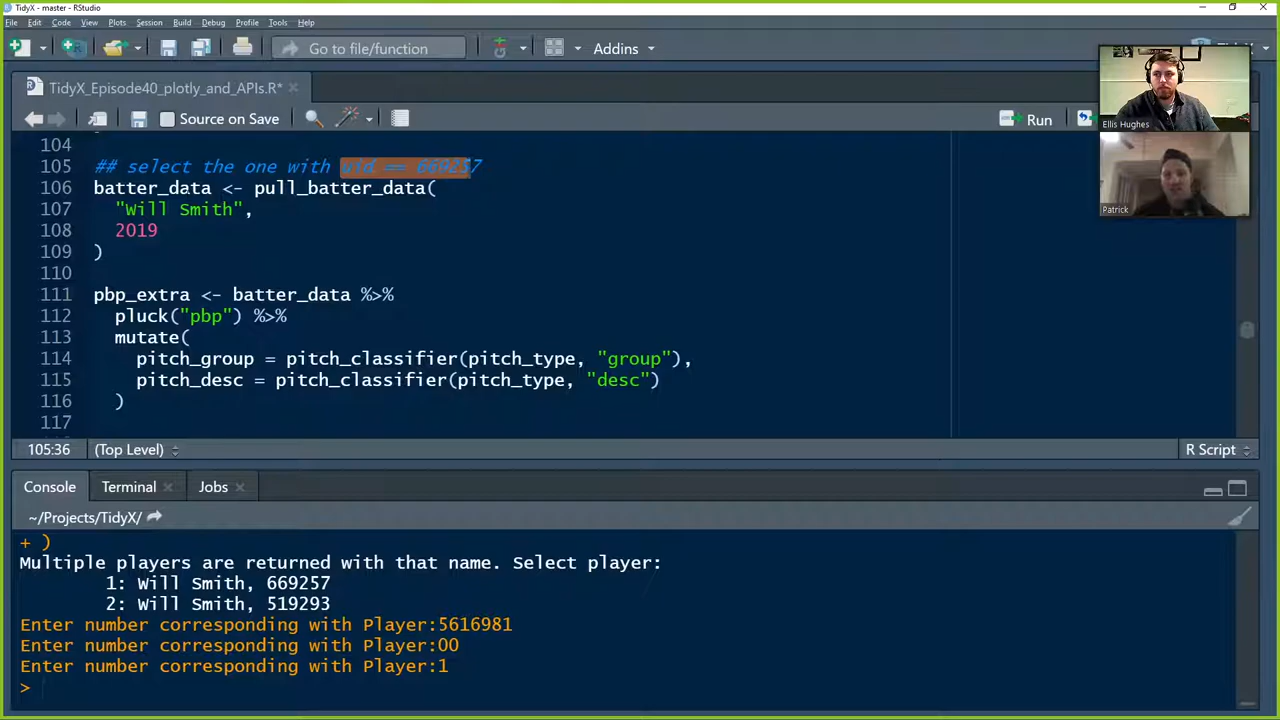 TidyX - master - RStudio
File Edit Code View Plots Session Build Debug Profile Tools Help
Go to file/function Addins
TidyX_Episode40_plotly_and_APIs.R*
Source on Save Run
Ellis Hughes
Patrick
104
105 ## select the one with uid == 669257
106 batter_data <- pull_batter_data(
107 "Will Smith",
108 2019
109 )
110
111 pbp_extra <- batter_data %>%
112 pluck("pbp") %>%
113 mutate(
114 pitch_group = pitch_classifier(pitch_type, "group"),
115 pitch_desc = pitch_classifier(pitch_type, "desc")
116 )
117
105:36 (Top Level) R Script
Console Terminal Jobs
~/Projects/TidyX/
+ )
Multiple players are returned with that name. Select player:
1: Will Smith, 669257
2: Will Smith, 519293
Enter number corresponding with Player:5616981
Enter number corresponding with Player:00
Enter number corresponding with Player:1
>